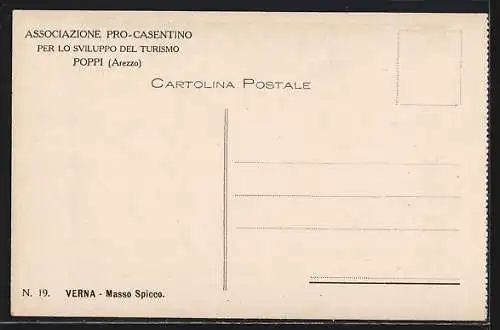 ASSOCIAZIONE PRO-CASENTINO
PER LO SVILUPPO DEL TURISMO
POPPI (Arezzo)
CARTOLINA POSTALE
N. 19. VERNA - Masso Spicco.